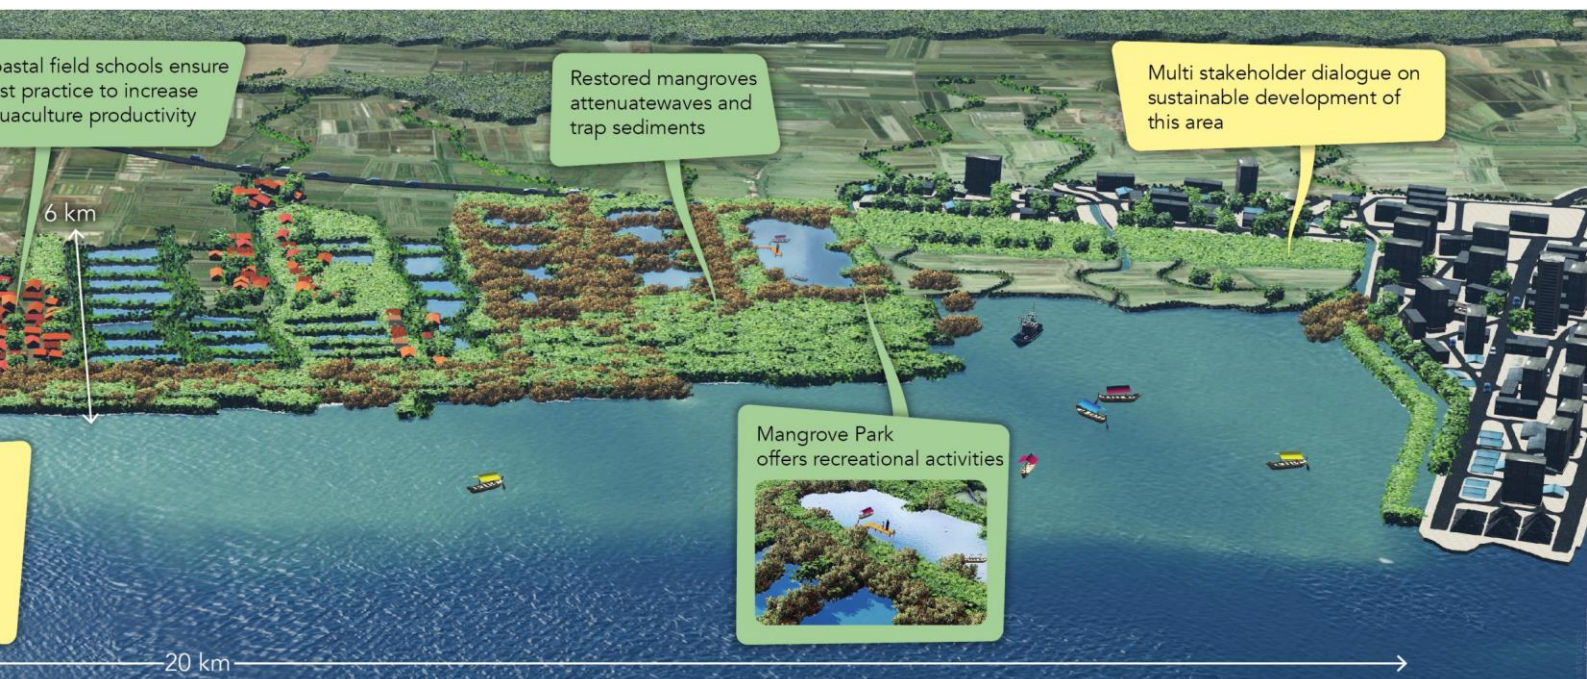 oastal field schools ensure
st practice to increase
uaculture productivity
Restored mangroves
attenuatewaves and
trap sediments
Multi stakeholder dialogue on
sustainable development of
this area
6 km
Mangrove Park
offers recreational activities
20 km